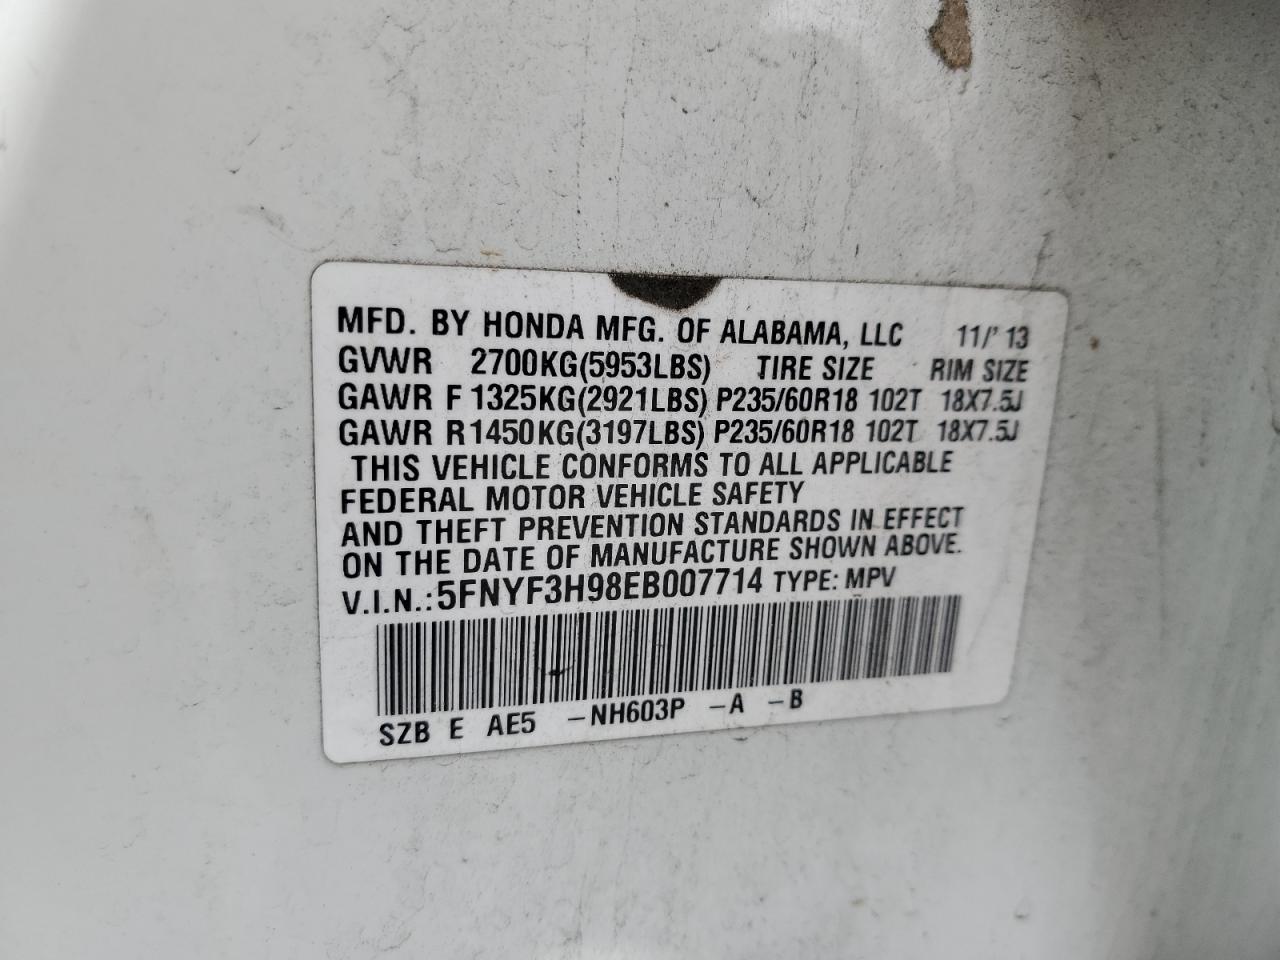 MFD. BY HONDA MFG. OF ALABAMA, LLC 11/' 13
GVWR 2700KG(5953LBS) TIRE SIZE RIM SIZE
GAWR F 1325KG(2921LBS) P235/60R18 102T 18X7.5J
GAWR R1450KG(3197LBS) P235/60R18 102T 18X7.5J
THIS VEHICLE CONFORMS TO ALL APPLICABLE
FEDERAL MOTOR VEHICLE SAFETY
AND THEFT PREVENTION STANDARDS IN EFFECT
ON THE DATE OF MANUFACTURE SHOWN ABOVE.
V.I.N.:5FNYF3H98EB007714 TYPE: MPV
SZB E AE5 -NH603P -A -B